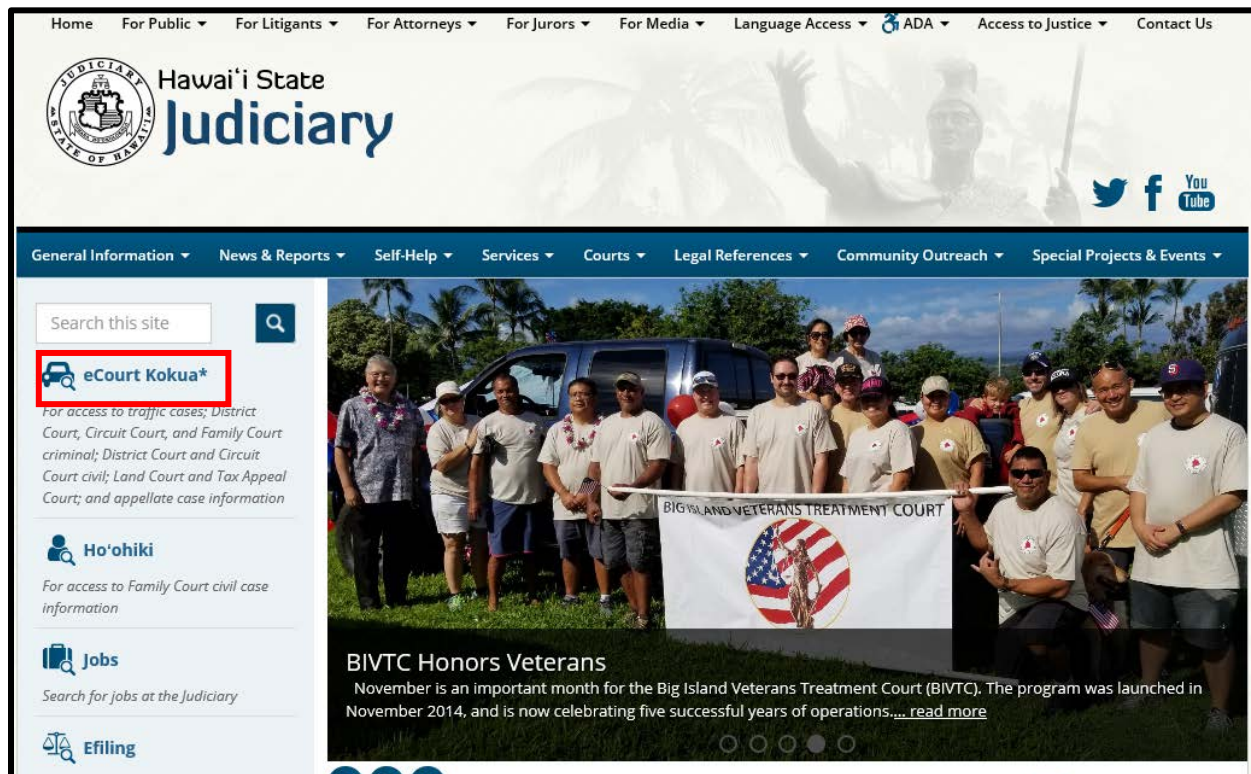 Home For Public For Litigants For Attorneys For Jurors For Media Language Access ADA Access to Justice Contact Us
JUDICIARY
STATE OF HAWAI'I
Hawai'i State
Judiciary
You
Tube
General Information News & Reports Self-Help Services Courts Legal References Community Outreach Special Projects & Events
Search this site
eCourt Kokua*
For access to traffic cases; District
Court, Circuit Court, and Family Court
criminal; District Court and Circuit
Court civil; Land Court and Tax Appeal
Court; and appellate case information
Hoʻohiki
For access to Family Court civil case
information
Jobs
Search for jobs at the Judiciary
Efiling
BIG ISLAND VETERANS TREATMENT COURT
BIVTC Honors Veterans
November is an important month for the Big Island Veterans Treatment Court (BIVTC). The program was launched in
November 2014, and is now celebrating five successful years of operations.... read more